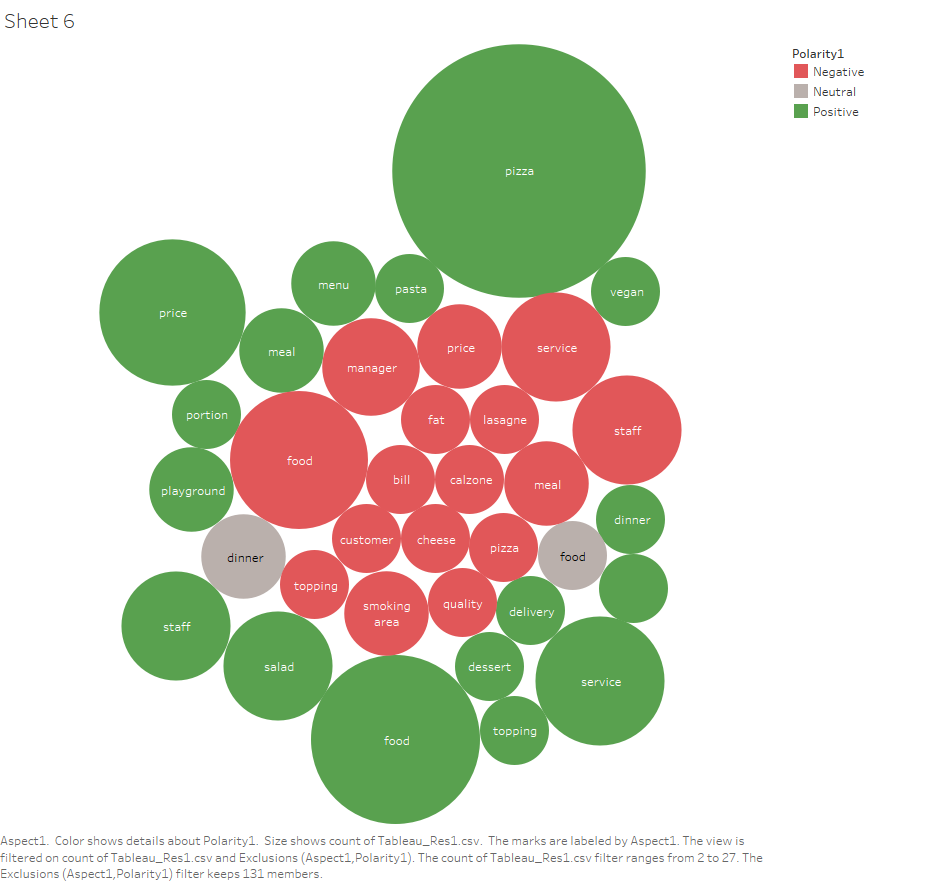 Sheet 6
Polarity1
Negative
Neutral
Positive
pizza
menu
pasta
vegan
price
meal
manager
price
service
portion
fat
lasagne
staff
food
bill
calzone
meal
playground
dinner
customer
cheese
pizza
food
dinner
topping
smoking
area
quality
delivery
staff
salad
dessert
service
food
topping
Aspect1.  Color shows details about Polarity1.  Size shows count of Tableau_Res1.csv.  The marks are labeled by Aspect1. The view is
filtered on count of Tableau_Res1.csv and Exclusions (Aspect1,Polarity1). The count of Tableau_Res1.csv filter ranges from 2 to 27. The
Exclusions (Aspect1,Polarity1) filter keeps 131 members.